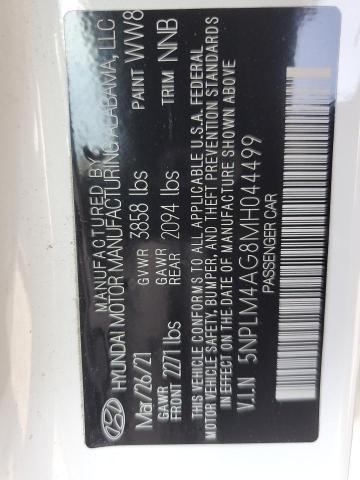 MANUFACTURED BY
HYUNDAI MOTOR MANUFACTURING ALABAMA, LLC
Mar/26/21 GVWR 3858 lbs PAINT WW8
GAWR FRONT 2271 lbs GAWR REAR 2094 lbs TRIM NNB
THIS VEHICLE CONFORMS TO ALL APPLICABLE U.S.A. FEDERAL
MOTOR VEHICLE SAFETY, BUMPER, AND THEFT PREVENTION STANDARDS
IN EFFECT ON THE DATE OF MANUFACTURE SHOWN ABOVE
V.I.N 5NPLM4AG8MH044499
PASSENGER CAR